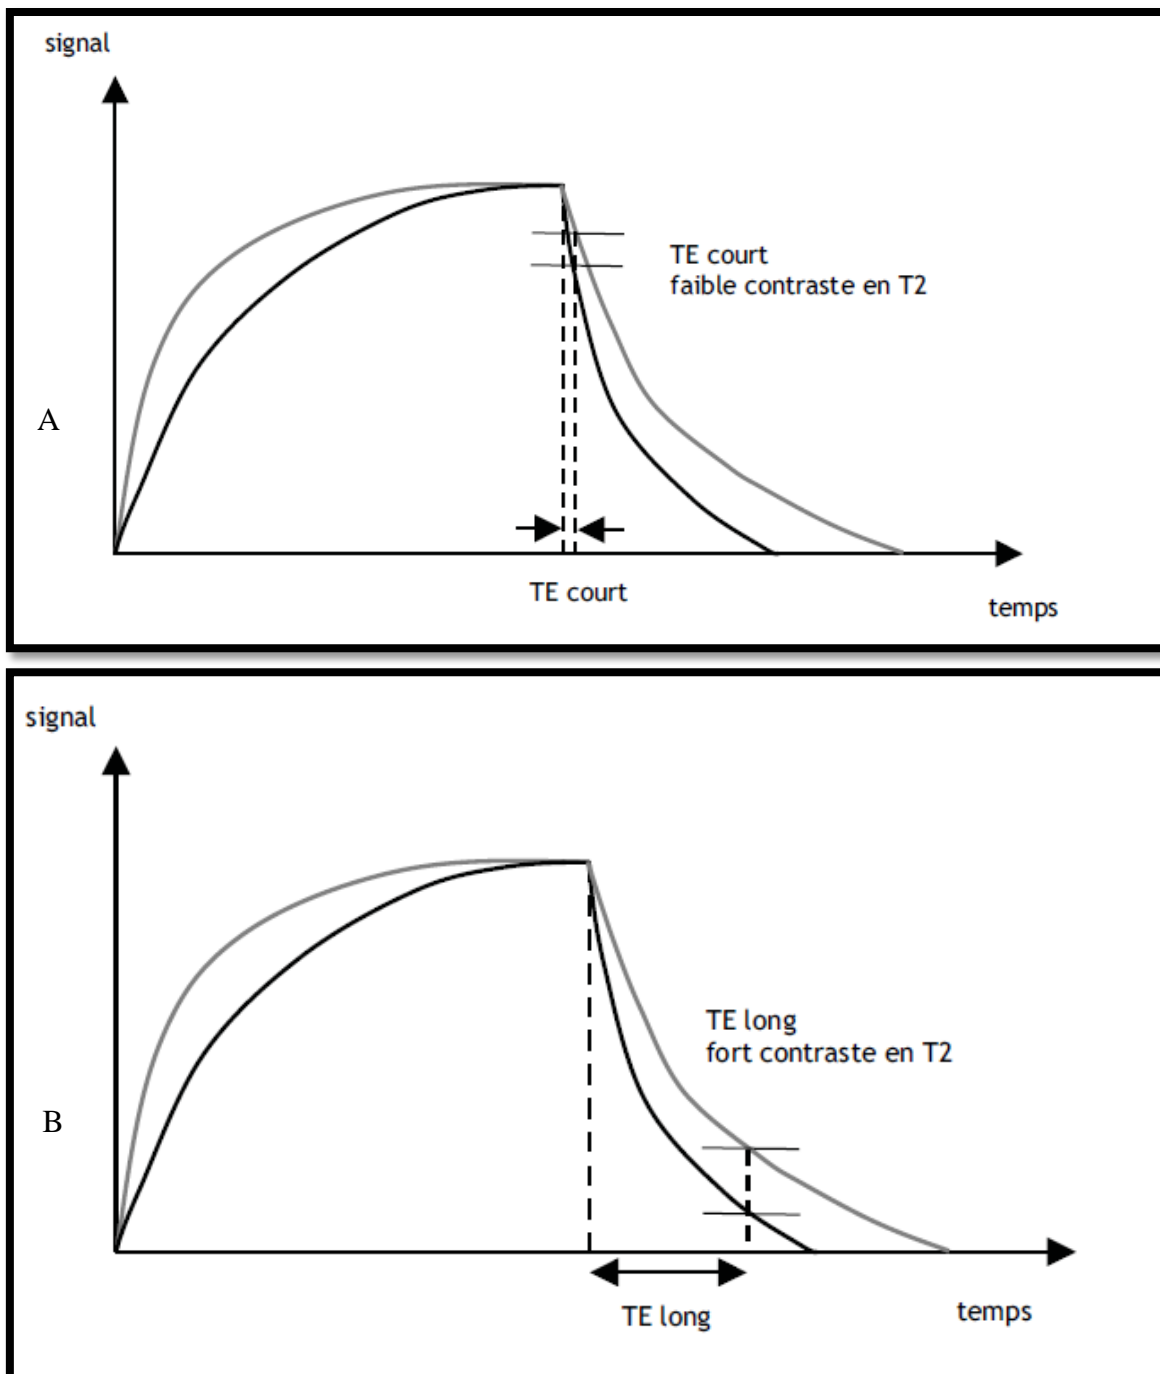 signal
TE court
faible contraste en T2
A
TE court
temps
signal
TE long
fort contraste en T2
B
TE long
temps